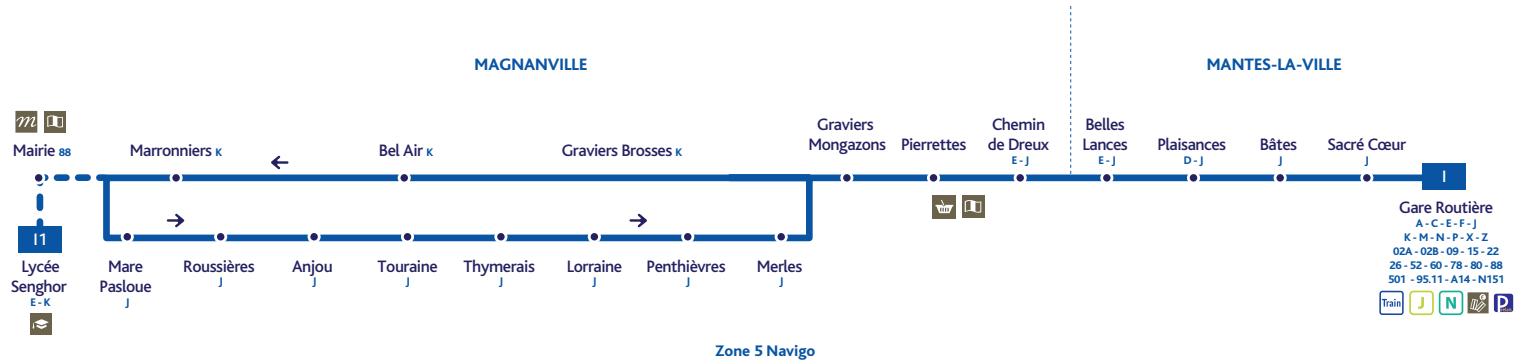 MAGNANVILLE
MANTES-LA-VILLE
m
Mairie 88
Marronniers K
Bel Air K
Graviers Brosses K
Graviers
Mongazons
Pierrettes
Chemin
de Dreux
E - J
Belles
Lances
E - J
Plaisances
D - J
Bâtes
J
Sacré Cœur
J
I
Gare Routière
A - C - E - F - J
K - M - N - P - X - Z
02A - 02B - 09 - 15 - 22
26 - 52 - 60 - 78 - 80 - 88
501 - 95.11 - A14 - N151
Train J N P
I1
Lycée
Senghor
E - K
Mare
Pasloue
J
Roussières
J
Anjou
J
Touraine
J
Thymerais
J
Lorraine
J
Penthièvres
J
Merles
J
Zone 5 Navigo